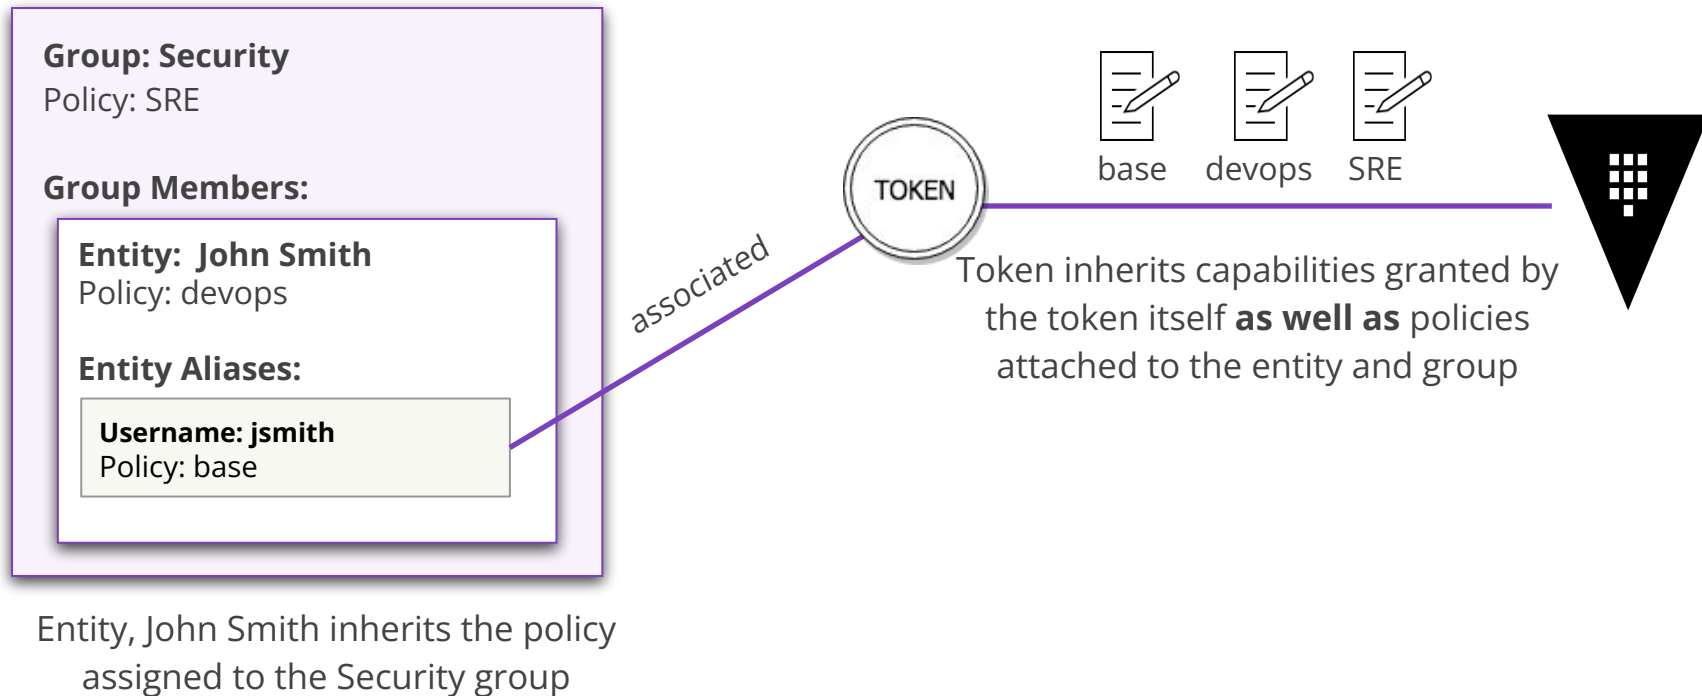 Group: Security
Policy: SRE
Group Members:
Entity: John Smith
Policy: devops
Entity Aliases:
Username: jsmith
Policy: base
Entity, John Smith inherits the policy
assigned to the Security group
associated
TOKEN
base devops SRE
Token inherits capabilities granted by
the token itself as well as policies
attached to the entity and group